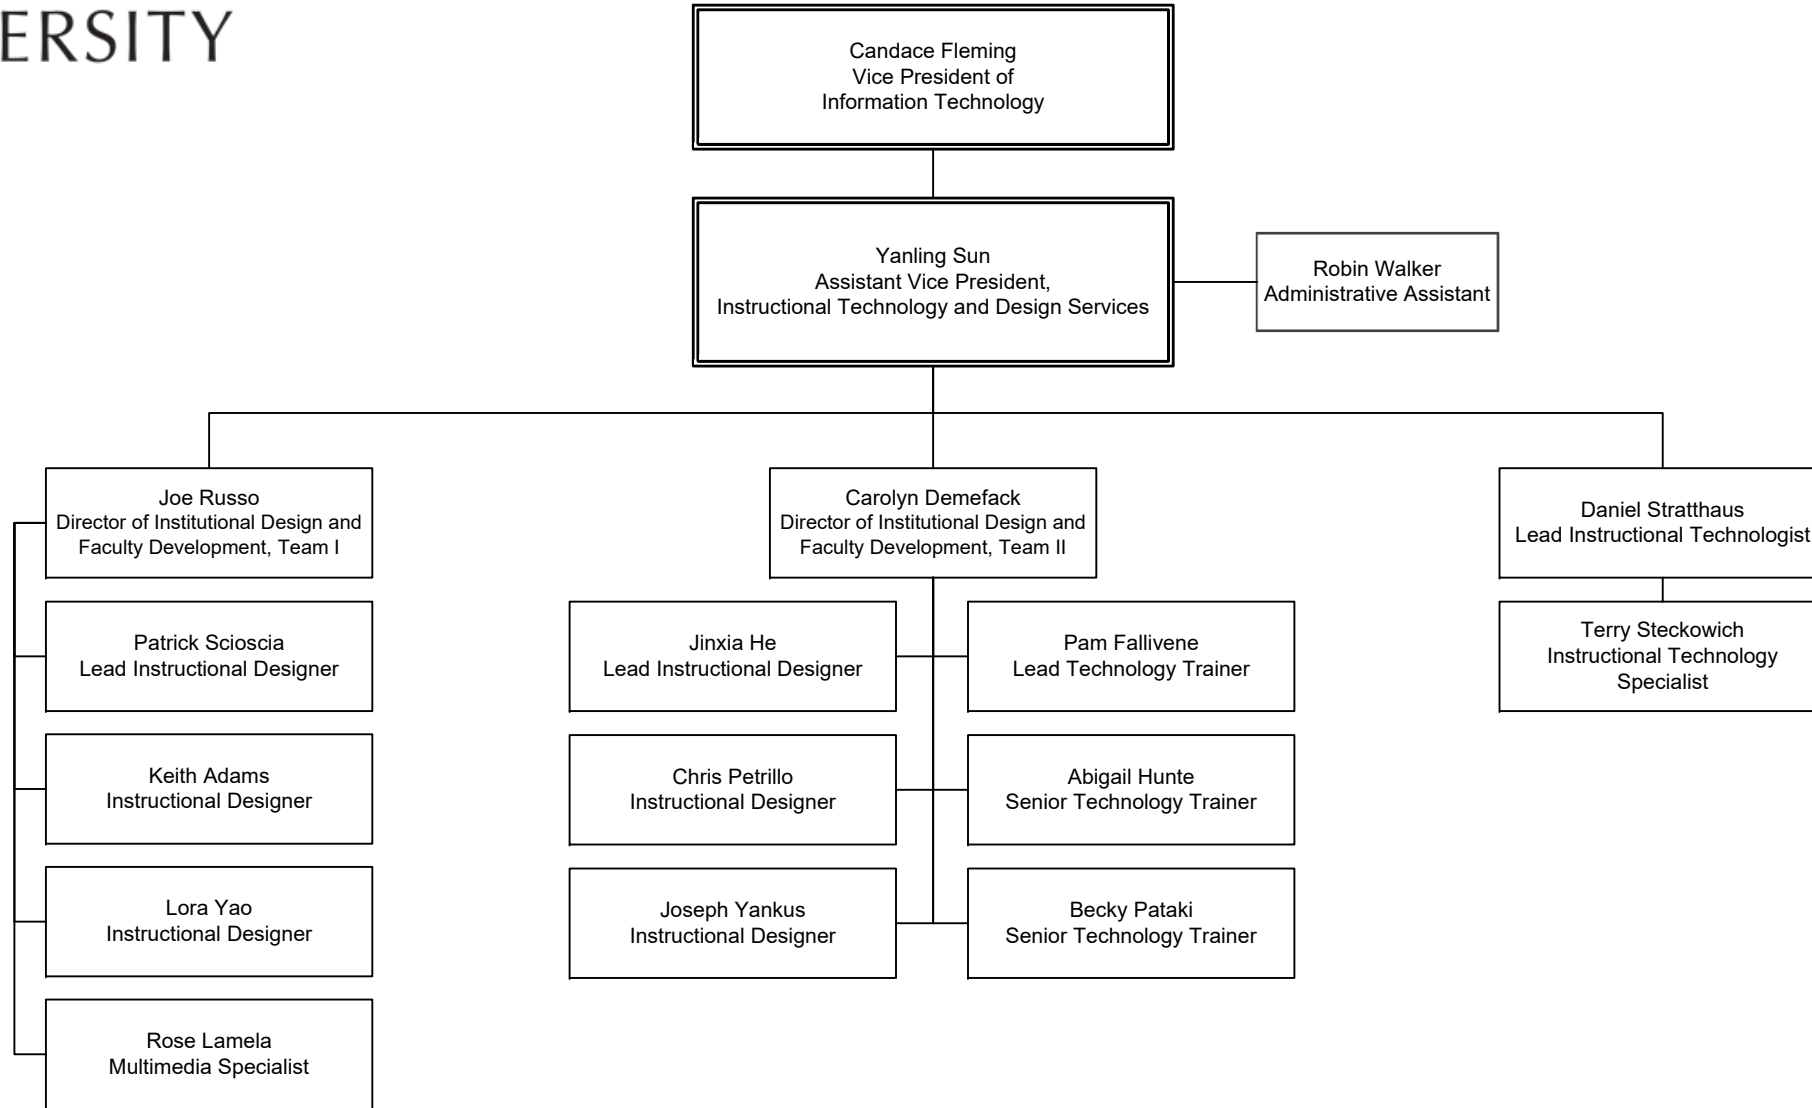 ERSITY
Candace Fleming
Vice President of
Information Technology
Yanling Sun
Assistant Vice President,
Instructional Technology and Design Services
Robin Walker
Administrative Assistant
Joe Russo
Director of Institutional Design and
Faculty Development, Team I
Carolyn Demefack
Director of Institutional Design and
Faculty Development, Team II
Daniel Stratthaus
Lead Instructional Technologist
Patrick Scioscia
Lead Instructional Designer
Jinxia He
Lead Instructional Designer
Pam Fallivene
Lead Technology Trainer
Terry Steckowich
Instructional Technology
Specialist
Keith Adams
Instructional Designer
Chris Petrillo
Instructional Designer
Abigail Hunte
Senior Technology Trainer
Lora Yao
Instructional Designer
Joseph Yankus
Instructional Designer
Becky Pataki
Senior Technology Trainer
Rose Lamela
Multimedia Specialist